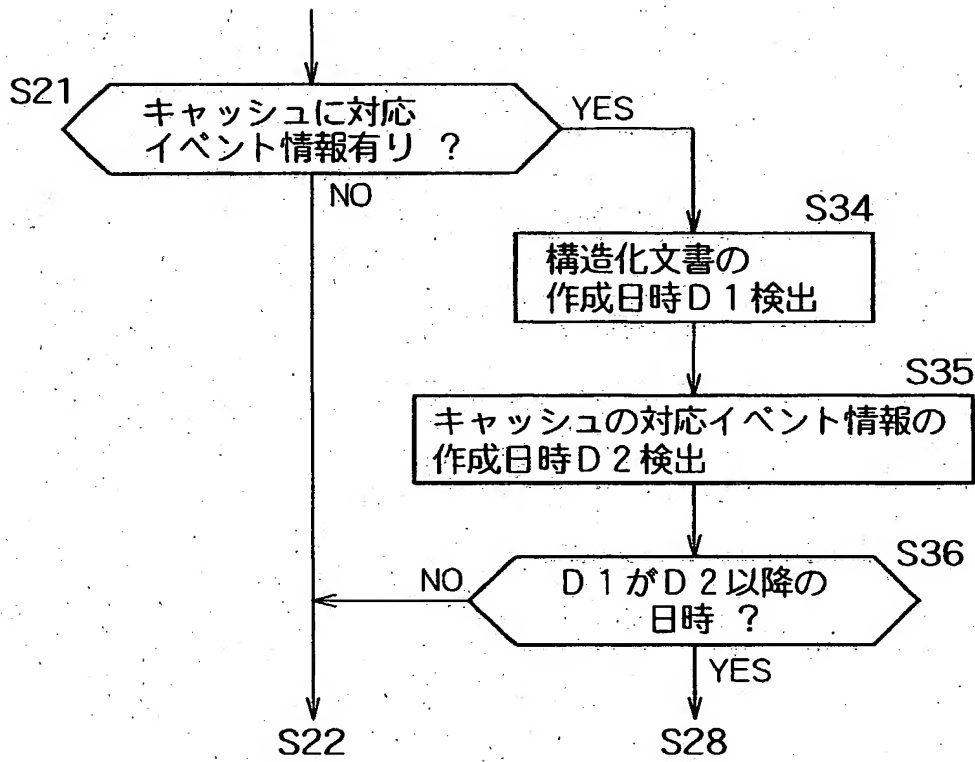 S21
キャッシュに対応
イベント情報有り ?
YES
NO
S34
構造化文書の
作成日時D1検出
S35
キャッシュの対応イベント情報の
作成日時D2検出
S36
D1がD2以降の
日時 ?
NO
YES
S22
S28